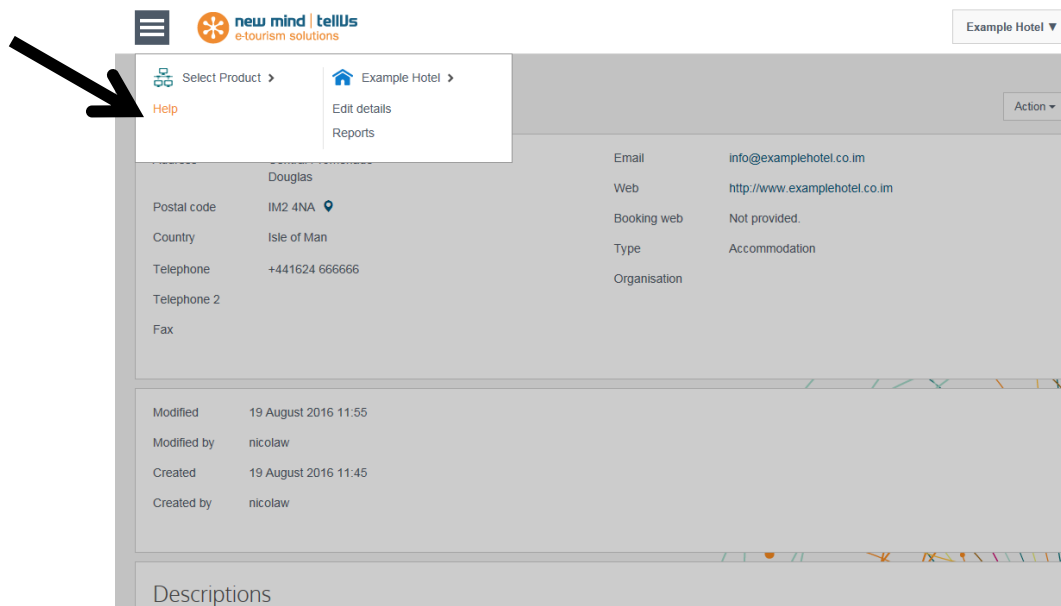 new mind | tellUs
e-tourism solutions
Example Hotel ▼
Select Product >
Example Hotel >
Help
Edit details
Reports
Action
Douglas
Postal code IM2 4NA
Country Isle of Man
Telephone +441624 666666
Telephone 2
Fax
Email info@examplehotel.co.im
Web http://www.examplehotel.co.im
Booking web Not provided.
Type Accommodation
Organisation
Modified 19 August 2016 11:55
Modified by nicolaw
Created 19 August 2016 11:45
Created by nicolaw
Descriptions